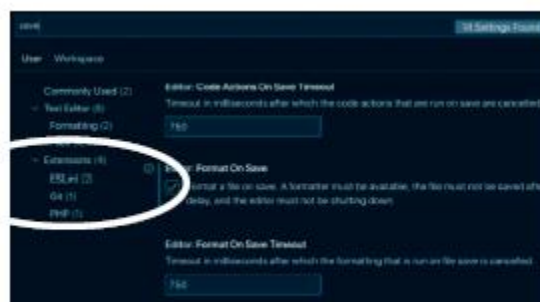 save
14 Settings Found
User Workspace
Commonly Used (2)
Text Editor (8)
Formatting (2)
Extensions (4)
ESLint (2)
Git (1)
PHP (1)
Editor: Code Actions On Save Timeout
Timeout in milliseconds after which the code actions that are run on save are cancelled
750
Editor: Format On Save
Format a file on save. A formatter must be available, the file must not be saved after
delay, and the editor must not be shutting down
Editor: Format On Save Timeout
Timeout in milliseconds after which the formatting that is run on file save is cancelled
750